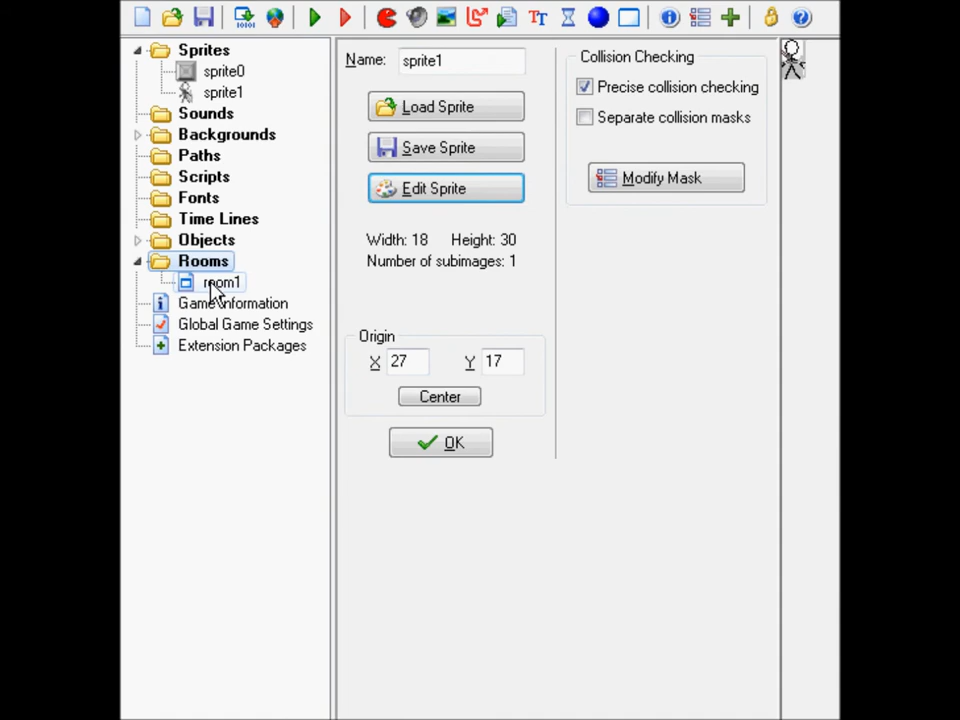 Sprites
sprite0
sprite1
Sounds
Backgrounds
Paths
Scripts
Fonts
Time Lines
Objects
Rooms
room1
Game Information
Global Game Settings
Extension Packages
Name: sprite1
Load Sprite
Save Sprite
Edit Sprite
Width: 18 Height: 30
Number of subimages: 1
Origin
X 27 Y 17
Center
OK
Collision Checking
Precise collision checking
Separate collision masks
Modify Mask